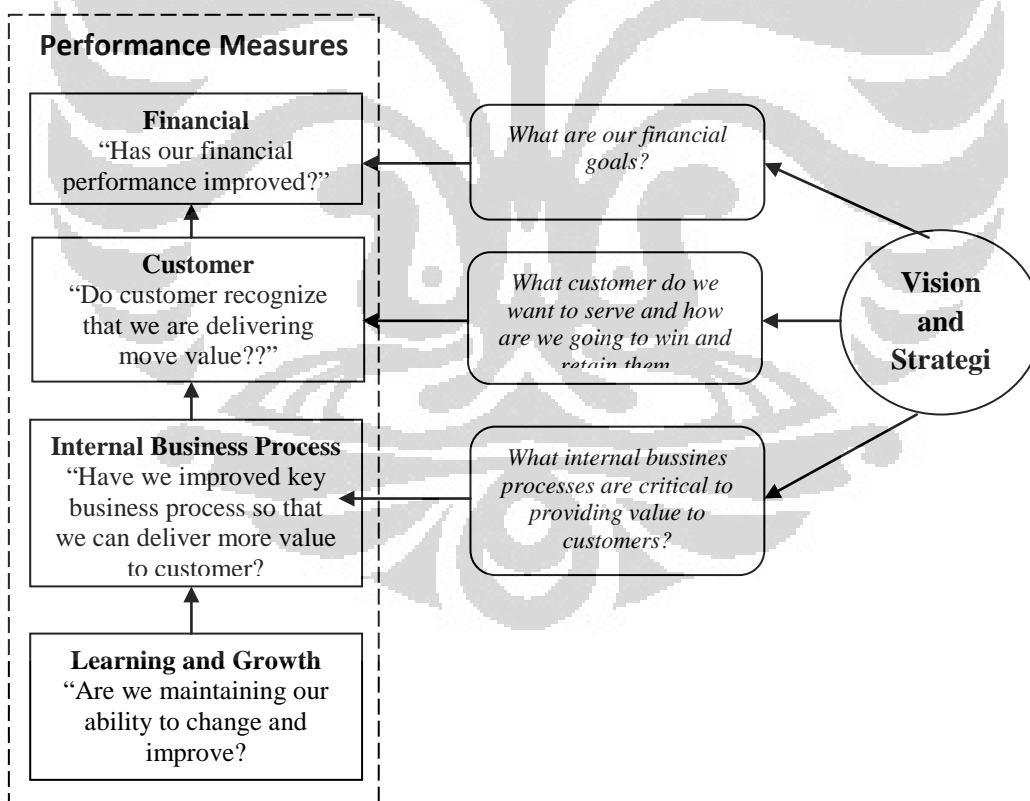 Performance Measures
Financial
“Has our financial
performance improved?”
What are our financial
goals?
Customer
“Do customer recognize
that we are delivering
move value??”
What customer do we
want to serve and how
are we going to win and
retain them
Vision
and
Strategi
Internal Business Process
“Have we improved key
business process so that
we can deliver more value
to customer?
What internal bussines
processes are critical to
providing value to
customers?
Learning and Growth
“Are we maintaining our
ability to change and
improve?